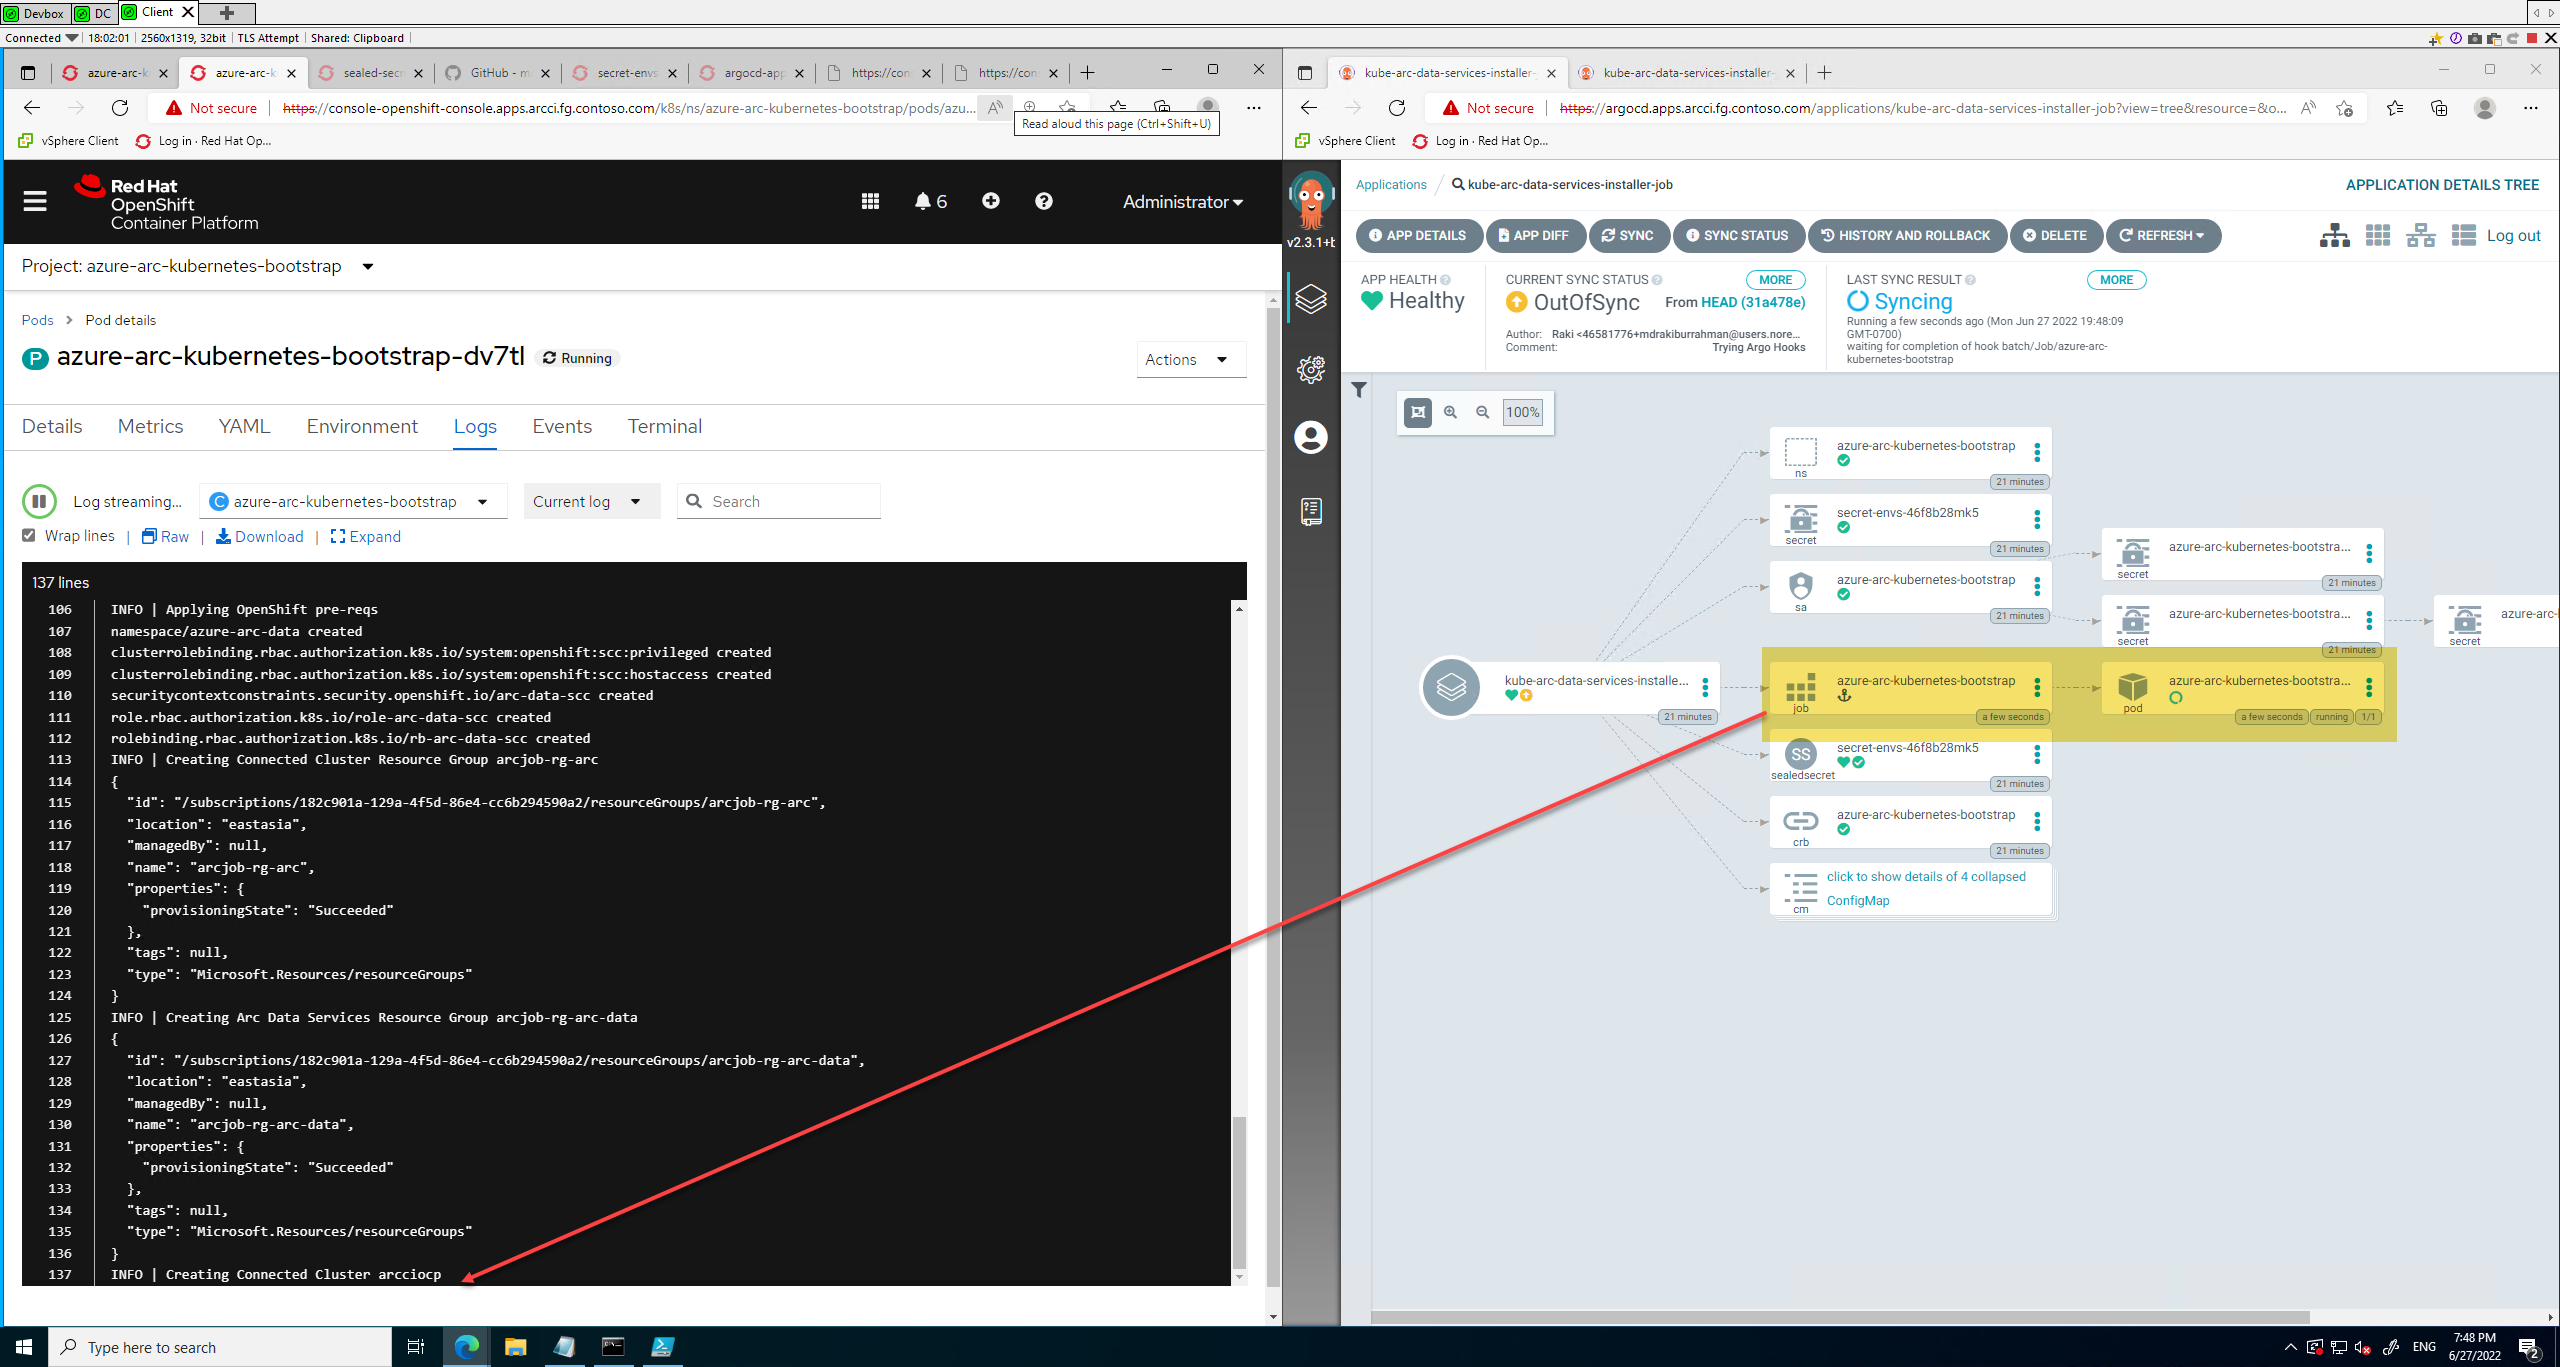 Devbox
DC
Client
Connected
18:02:01
2560x1319, 32bit
TLS Attempt
Shared: Clipboard
azure-arc-k
azure-arc-k
sealed-sec
GitHub - m
secret-envs
argocd-app
https://con
https://con
Not secure
https://console-openshift-console.apps.arcci.fg.contoso.com/k8s/ns/azure-arc-kubernetes-bootstrap/pods/azu...
Read aloud this page (Ctrl+Shift+U)
vSphere Client
Log in · Red Hat Op...
Red Hat
OpenShift
Container Platform
6
Administrator
Project: azure-arc-kubernetes-bootstrap
Pods
Pod details
P
azure-arc-kubernetes-bootstrap-dv7tl
Running
Actions
Details
Metrics
YAML
Environment
Logs
Events
Terminal
Log streaming...
C
azure-arc-kubernetes-bootstrap
Current log
Search
Wrap lines
Raw
Download
Expand
137 lines
106 INFO | Applying OpenShift pre-reqs
107 namespace/azure-arc-data created
108 clusterrolebinding.rbac.authorization.k8s.io/system:openshift:scc:privileged created
109 clusterrolebinding.rbac.authorization.k8s.io/system:openshift:scc:hostaccess created
110 securitycontextconstraints.security.openshift.io/arc-data-scc created
111 role.rbac.authorization.k8s.io/role-arc-data-scc created
112 rolebinding.rbac.authorization.k8s.io/rb-arc-data-scc created
113 INFO | Creating Connected Cluster Resource Group arcjob-rg-arc
114 {
115 "id": "/subscriptions/182c901a-129a-4f5d-86e4-cc6b294590a2/resourceGroups/arcjob-rg-arc",
116 "location": "eastasia",
117 "managedBy": null,
118 "name": "arcjob-rg-arc",
119 "properties": {
120 "provisioningState": "Succeeded"
121 },
122 "tags": null,
123 "type": "Microsoft.Resources/resourceGroups"
124 }
125 INFO | Creating Arc Data Services Resource Group arcjob-rg-arc-data
126 {
127 "id": "/subscriptions/182c901a-129a-4f5d-86e4-cc6b294590a2/resourceGroups/arcjob-rg-arc-data",
128 "location": "eastasia",
129 "managedBy": null,
130 "name": "arcjob-rg-arc-data",
131 "properties": {
132 "provisioningState": "Succeeded"
133 },
134 "tags": null,
135 "type": "Microsoft.Resources/resourceGroups"
136 }
137 INFO | Creating Connected Cluster arcciocp
kube-arc-data-services-installer-
kube-arc-data-services-installer-
Not secure
https://argocd.apps.arcci.fg.contoso.com/applications/kube-arc-data-services-installer-job?view=tree&resource=&o...
vSphere Client
Log in · Red Hat Op...
v2.3.1+b
Applications
kube-arc-data-services-installer-job
APPLICATION DETAILS TREE
APP DETAILS
APP DIFF
SYNC
SYNC STATUS
HISTORY AND ROLLBACK
DELETE
REFRESH
Log out
APP HEALTH
Healthy
CURRENT SYNC STATUS
MORE
OutOfSync
From HEAD (31a478e)
Author: Raki <46581776+mdrakiburrahman@users.nore...
Comment: Trying Argo Hooks
LAST SYNC RESULT
MORE
Syncing
Running a few seconds ago (Mon Jun 27 2022 19:48:09
GMT-0700)
waiting for completion of hook batch/Job/azure-arc-
kubernetes-bootstrap
100%
azure-arc-kubernetes-bootstrap
ns
21 minutes
secret-envs-46f8b28mk5
secret
21 minutes
azure-arc-kubernetes-bootstra...
secret
21 minutes
azure-arc-kubernetes-bootstrap
sa
21 minutes
azure-arc-kubernetes-bootstra...
secret
21 minutes
azure-arc-
secret
kube-arc-data-services-installe...
21 minutes
azure-arc-kubernetes-bootstrap
job
a few seconds
azure-arc-kubernetes-bootstra...
pod
a few seconds
running
1/1
SS
secret-envs-46f8b28mk5
sealedsecret
21 minutes
azure-arc-kubernetes-bootstrap
crb
21 minutes
click to show details of 4 collapsed
ConfigMap
cm
Type here to search
ENG
7:48 PM
6/27/2022
2